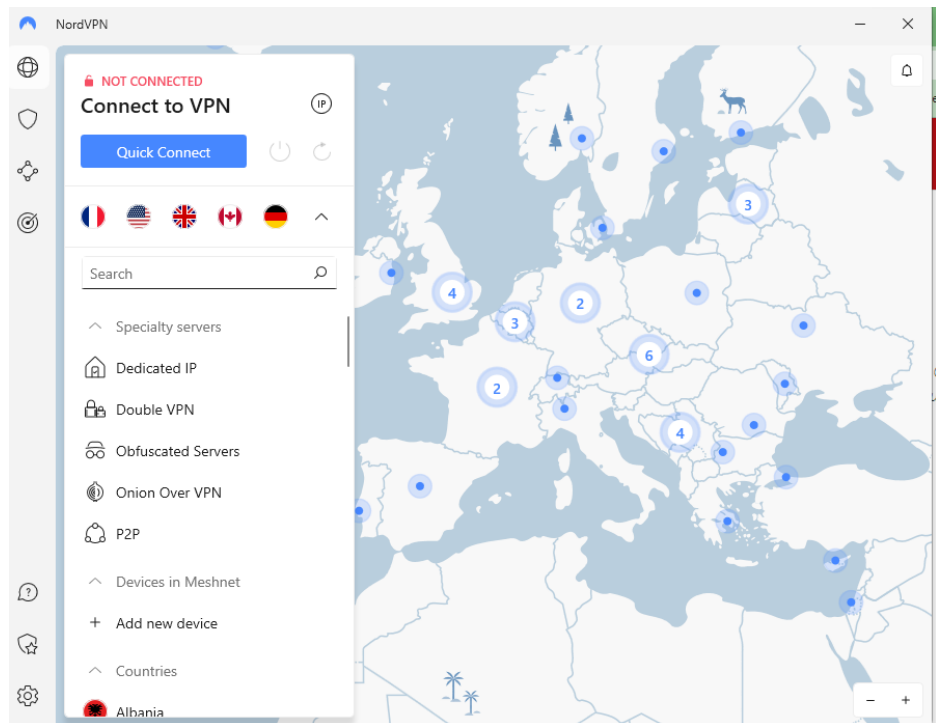 NordVPN
NOT CONNECTED
Connect to VPN
IP
Quick Connect
Search
Specialty servers
Dedicated IP
Double VPN
Obfuscated Servers
Onion Over VPN
P2P
Devices in Meshnet
+ Add new device
Countries
Albania
3
4
2
3
6
2
4
− +